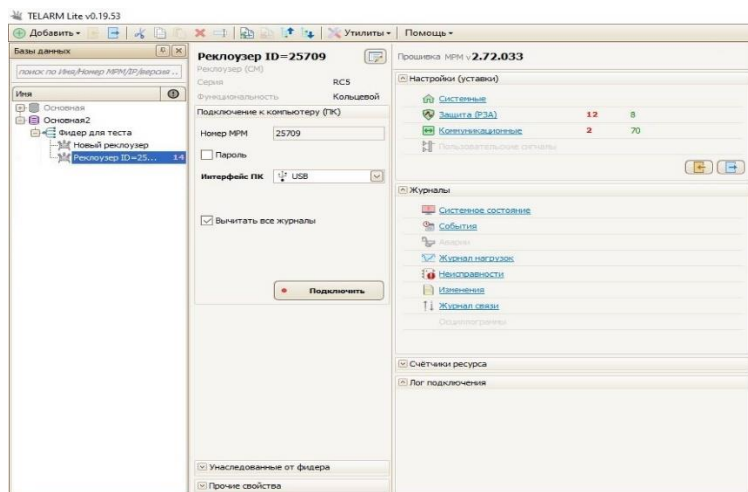 TELARM Lite v0.19.53
Добавить Утилиты Помощь
Базы данных
поиск по Имя/Номер МРМ/IP/версия ..
Имя
Основная
Основная2
Фидер для теста
Новый реклоузер
Реклоузер ID=25... 14
Реклоузер ID=25709
Реклоузер (СМ)
Серия RC5
Функциональность Кольцевой
Подключение к компьютеру (ПК)
Номер МРМ 25709
Пароль
Интерфейс ПК USB
Вычитать все журналы
Подключить
Унаследованные от фидера
Прочие свойства
Прошивка МРМ v2.72.033
Настройки (уставки)
Системные
Защита (РЗА) 12 8
Коммуникационные 2 70
Пользовательские сигналы
Журналы
Системное состояние
События
Аварии
Журнал нагрузок
Неисправности
Изменения
Журнал связи
Осциллограммы
Счётчики ресурса
Лог подключения